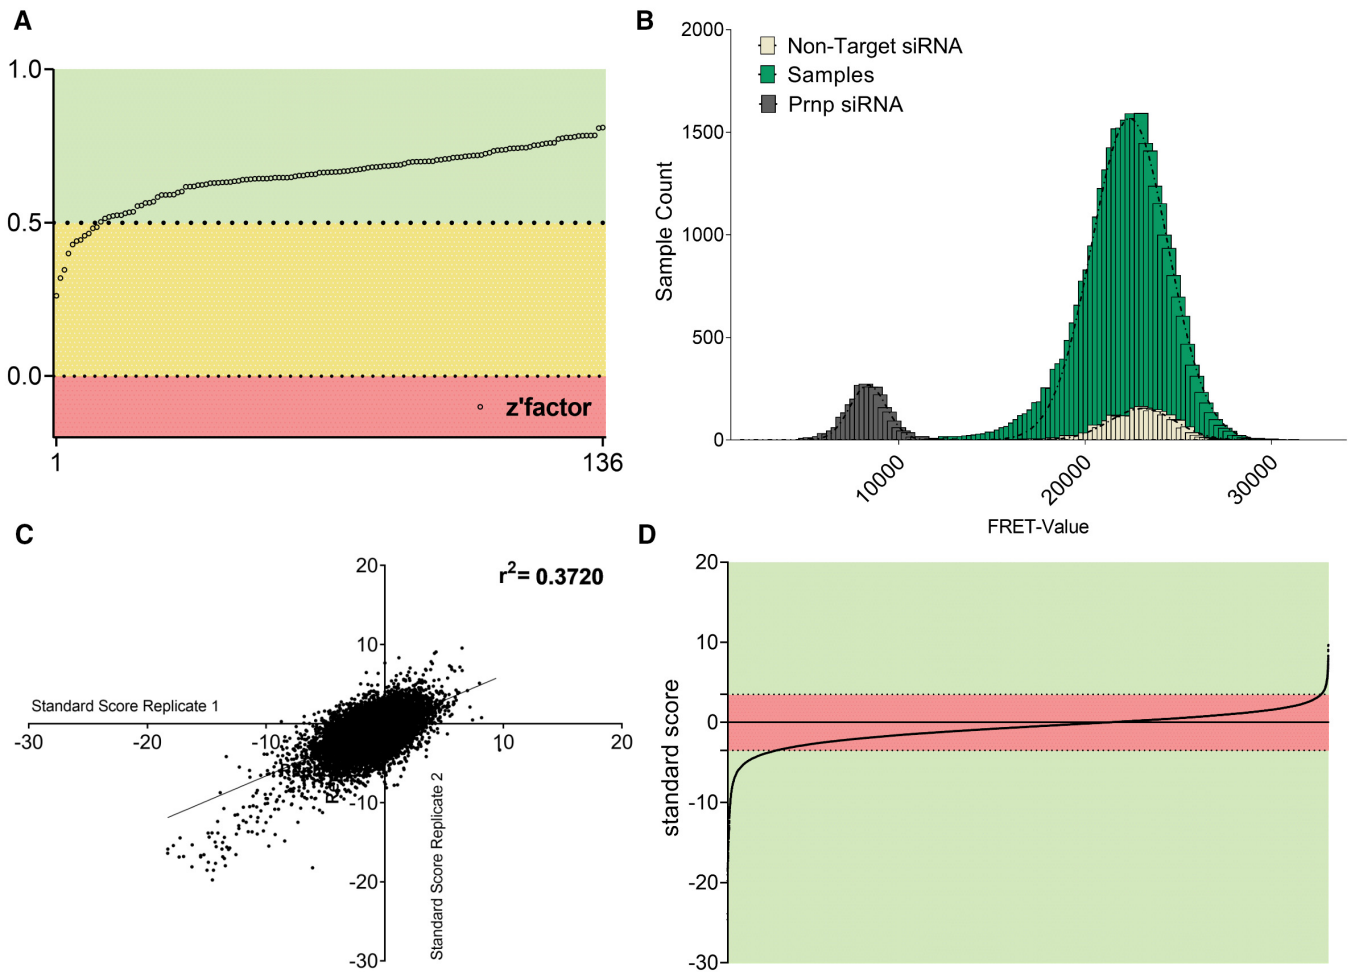 A
1.0
0.5
0.0
z'factor
1
136
B
2000
1500
1000
500
0
Sample Count
Non-Target siRNA
Samples
Prnp siRNA
10000
20000
30000
FRET-Value
C
r2= 0.3720
20
10
-10
-20
-30
Standard Score Replicate 1
-30
-20
-10
10
20
Standard Score Replicate 2
D
20
10
0
-10
-20
-30
standard score